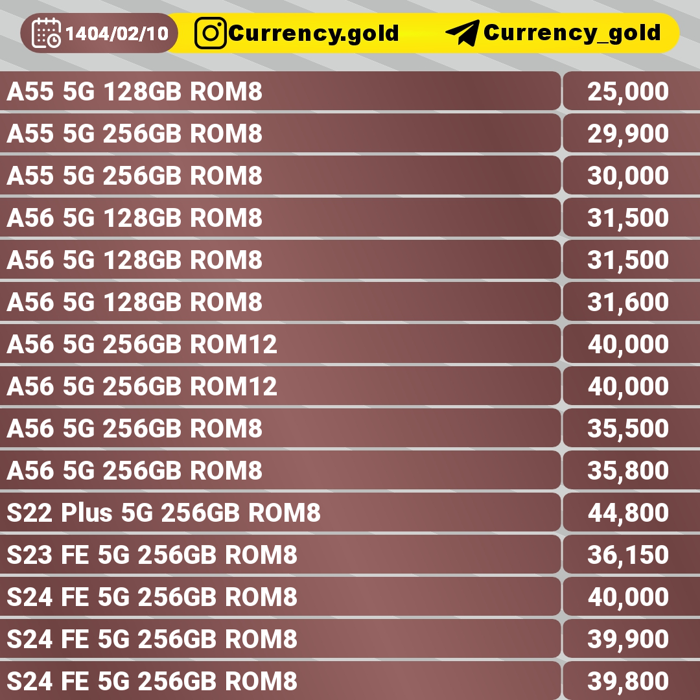 1404/02/10 Currency.gold Currency_gold
A55 5G 128GB ROM8 25,000
A55 5G 256GB ROM8 29,900
A55 5G 256GB ROM8 30,000
A56 5G 128GB ROM8 31,500
A56 5G 128GB ROM8 31,500
A56 5G 128GB ROM8 31,600
A56 5G 256GB ROM12 40,000
A56 5G 256GB ROM12 40,000
A56 5G 256GB ROM8 35,500
A56 5G 256GB ROM8 35,800
S22 Plus 5G 256GB ROM8 44,800
S23 FE 5G 256GB ROM8 36,150
S24 FE 5G 256GB ROM8 40,000
S24 FE 5G 256GB ROM8 39,900
S24 FE 5G 256GB ROM8 39,800